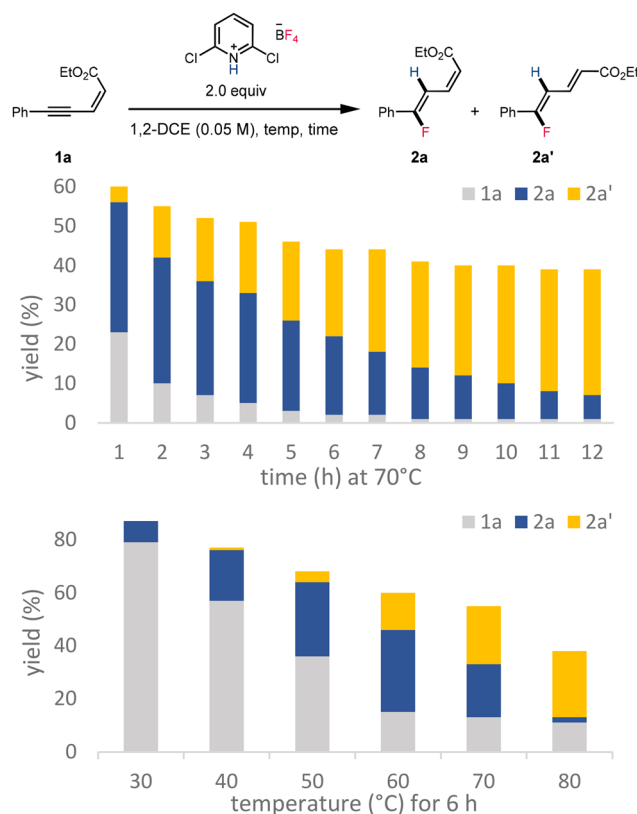 BF4
−
Cl
N
+
H
Cl
EtO2C
Ph
2.0 equiv
1,2-DCE (0.05 M), temp, time
1a
EtO2C
H
Ph
F
2a
+
H
CO2Et
Ph
F
2a'
1a 2a 2a'
yield (%)
60
50
40
30
20
10
0
1 2 3 4 5 6 7 8 9 10 11 12
time (h) at 70°C
1a 2a 2a'
yield (%)
80
60
40
20
0
30 40 50 60 70 80
temperature (°C) for 6 h